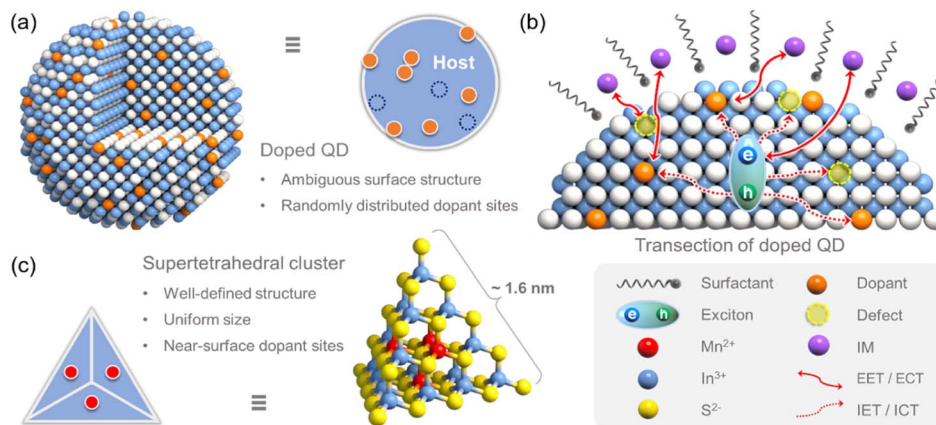 (a)
≡
Host
Doped QD
• Ambiguous surface structure
• Randomly distributed dopant sites
(b)
IM
e
h
Transection of doped QD
(c)
Supertetrahedral cluster
• Well-defined structure
• Uniform size
• Near-surface dopant sites
≡
~ 1.6 nm
Surfactant
Dopant
e h
Exciton
Defect
Mn²⁺
IM
In³⁺
EET / ECT
S²⁻
IET / ICT